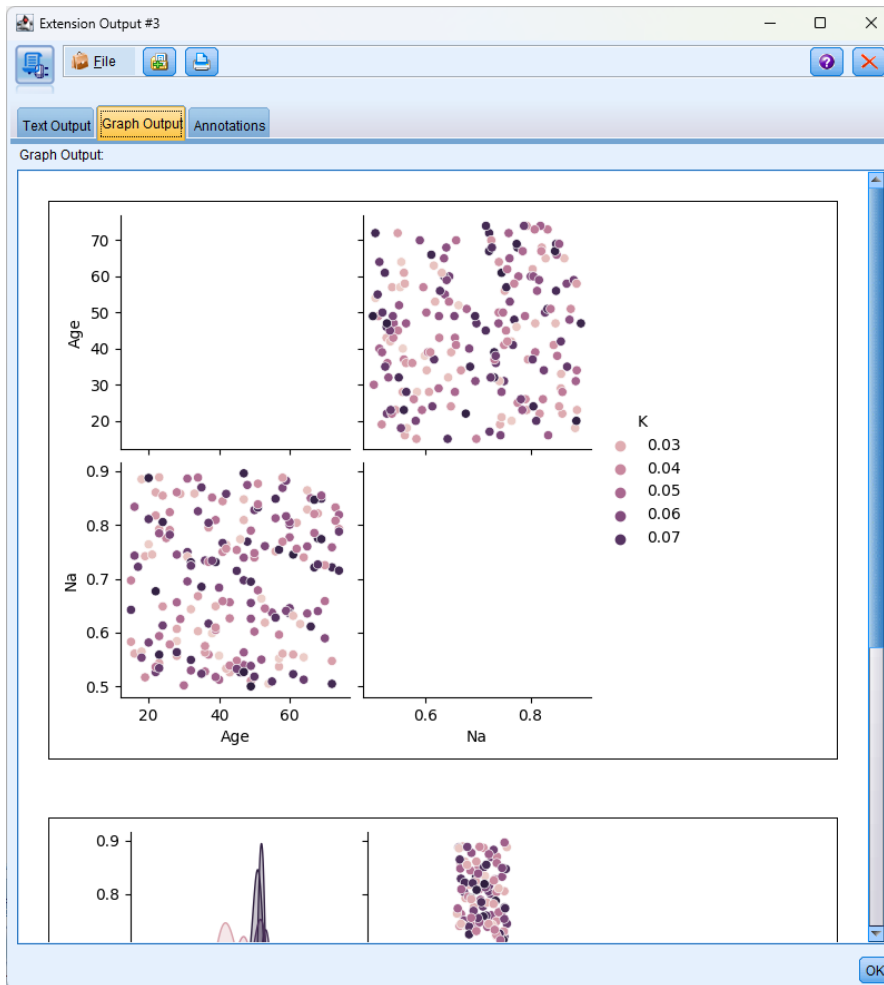 Extension Output #3
File
Text Output Graph Output Annotations
Graph Output:
70
60
50
40
30
20
Age
K
0.03
0.04
0.05
0.06
0.07
0.9
0.8
0.7
0.6
0.5
Na
20 40 60
Age
0.6 0.8
Na
0.9
0.8
OK